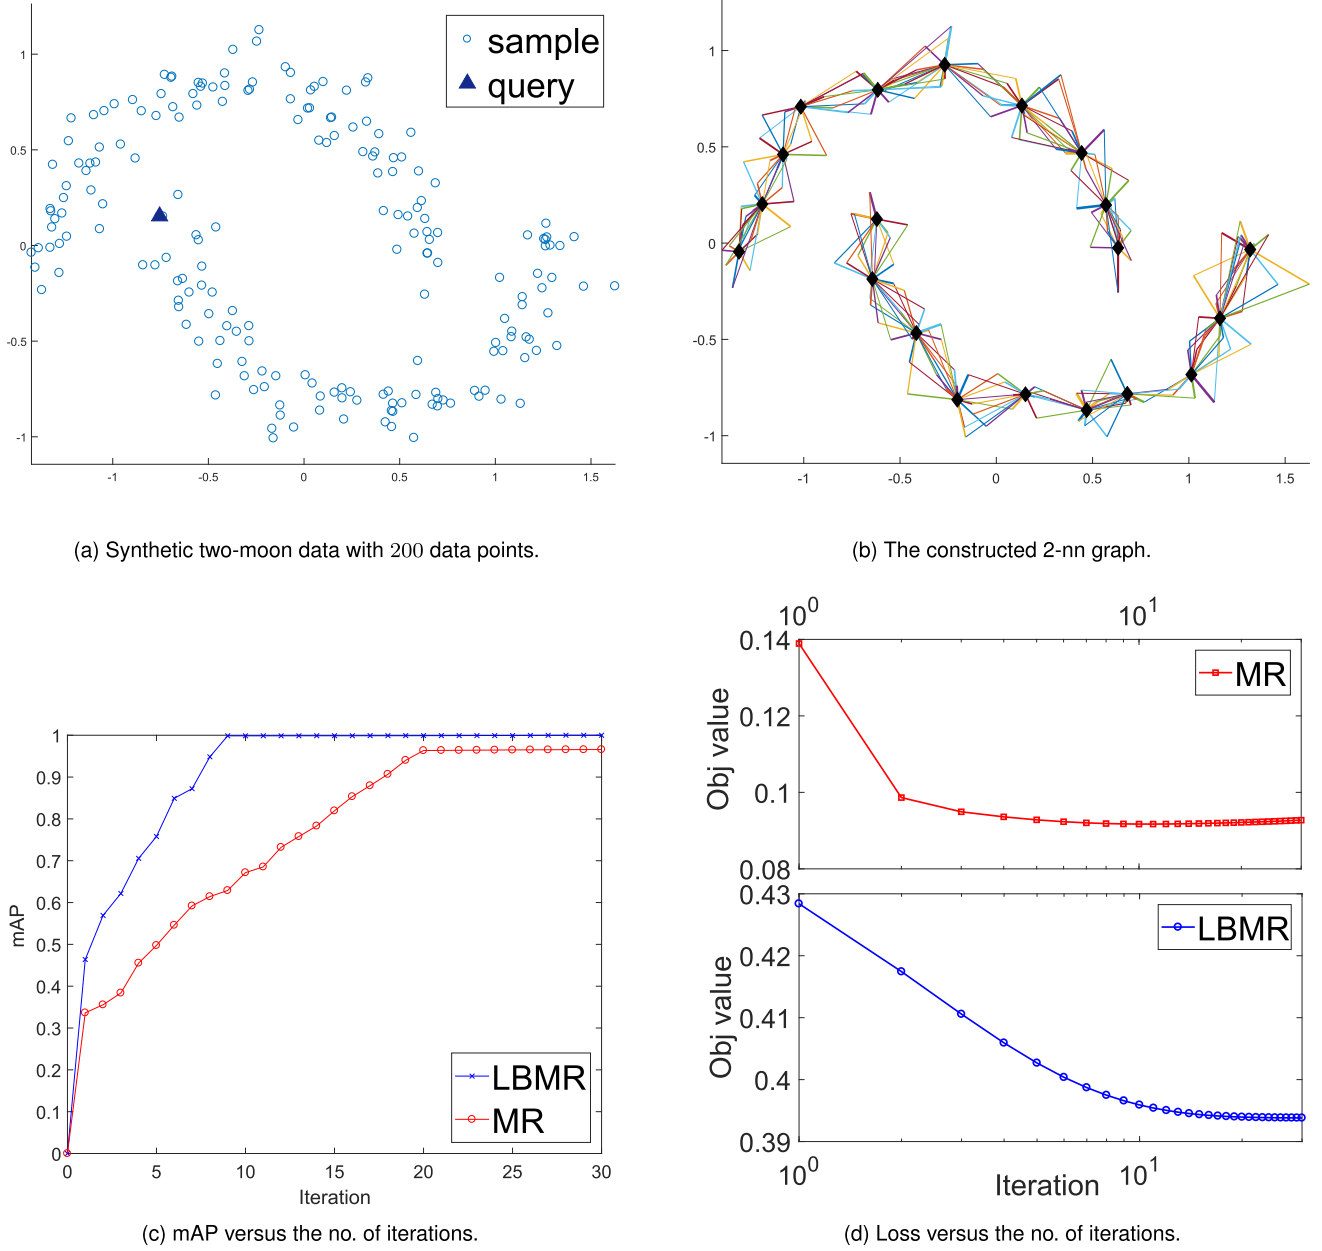 sample
query
1
0.5
0
-0.5
-1
-1 -0.5 0 0.5 1 1.5
(a) Synthetic two-moon data with 200 data points.
1
0.5
0
-0.5
-1
-1 -0.5 0 0.5 1 1.5
(b) The constructed 2-nn graph.
1
0.9
0.8
0.7
0.6
0.5
0.4
0.3
0.2
0.1
0
mAP
LBMR
MR
0 5 10 15 20 25 30
Iteration
(c) mAP versus the no. of iterations.
10^0 10^1
0.14
0.12
0.1
0.08
Obj value
MR
0.43
0.42
0.41
0.4
0.39
Obj value
LBMR
10^0 10^1
Iteration
(d) Loss versus the no. of iterations.